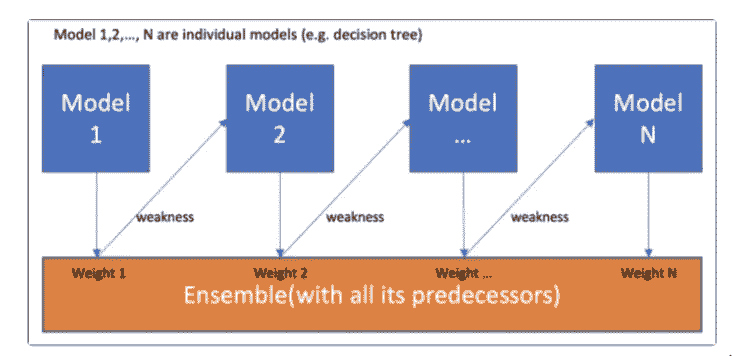 Model 1,2,…, N are individual models (e.g. decision tree)
Model
1
Model
2
Model
...
Model
N
weakness
weakness
weakness
Weight 1
Weight 2
Weight ...
Weight N
Ensemble(with all its predecessors)